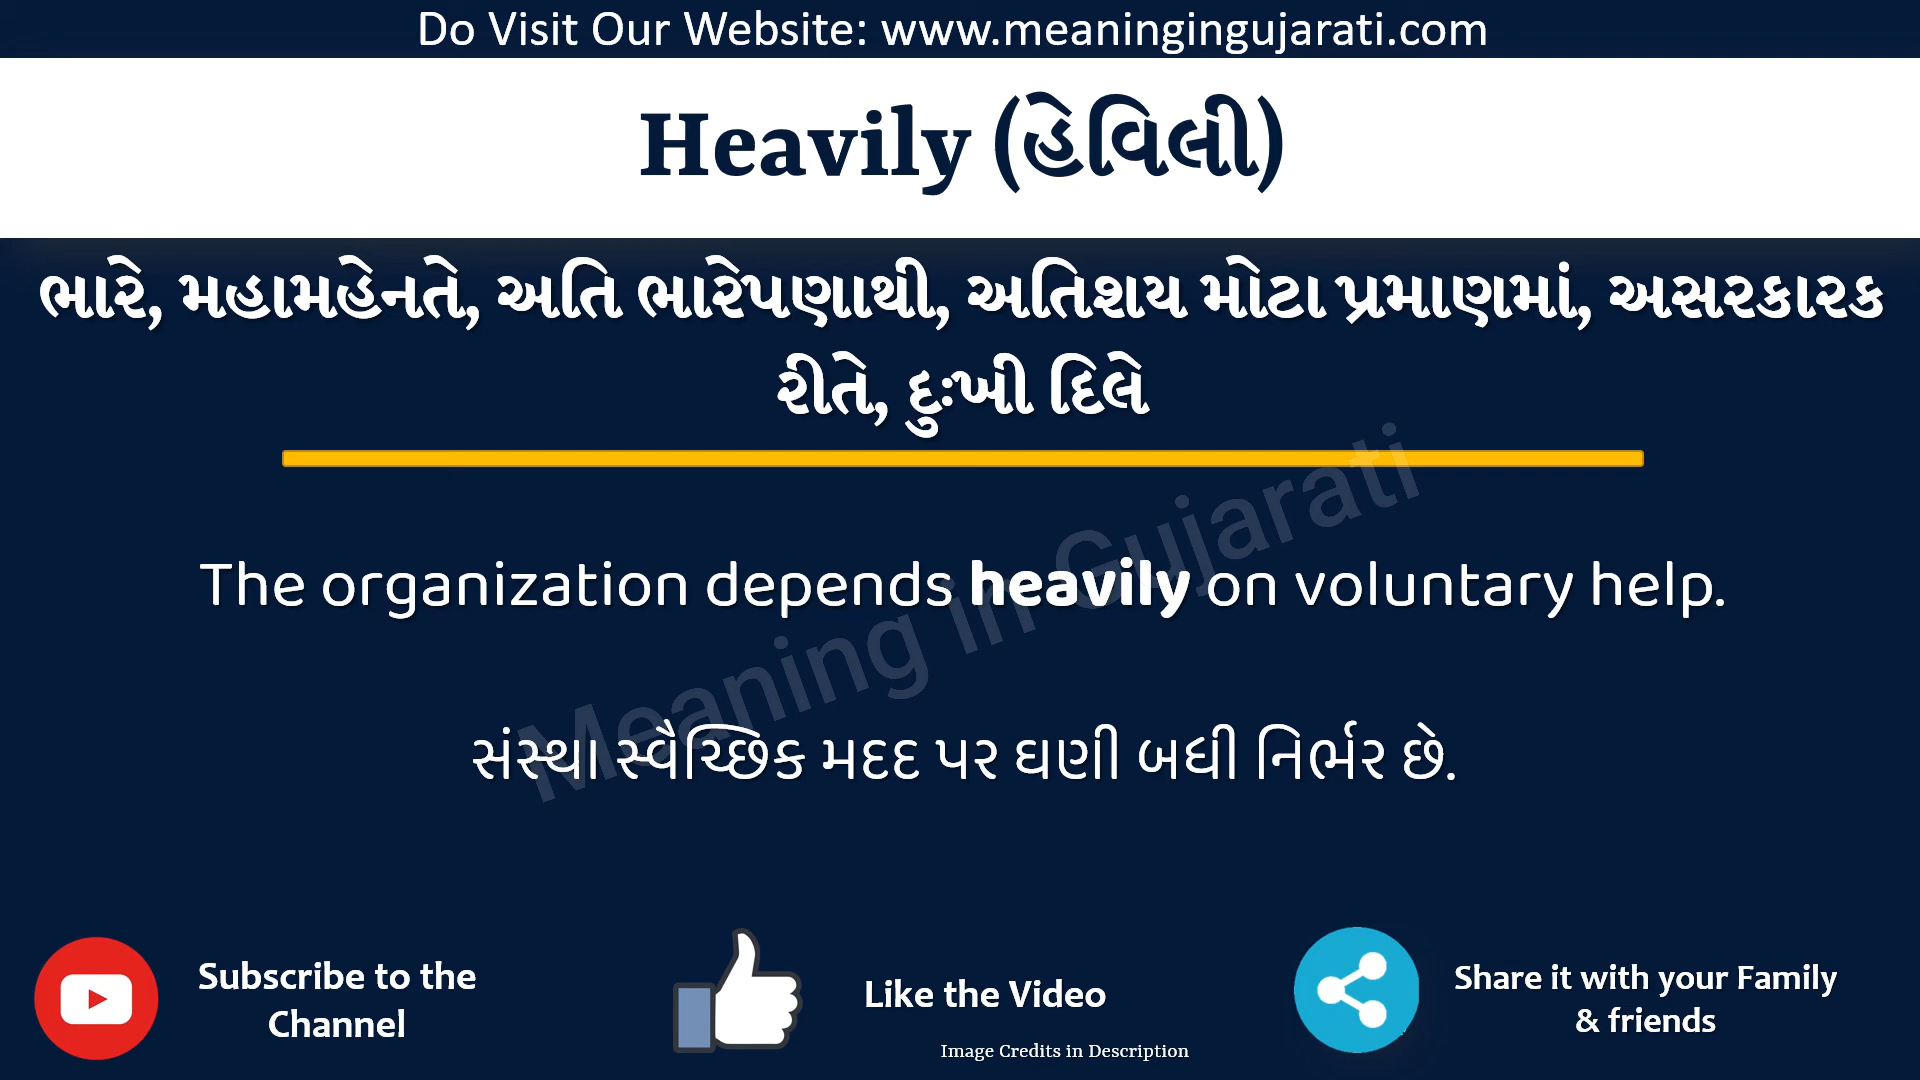 Do Visit Our Website: www.meaningingujarati.com
Heavily (હેવિલી)
ભારે, મહામહેનતે, અતિ ભારેપણાથી, અતિશય મોટા પ્રમાણમાં, અસરકારક
રીતે, દુઃખી દિલે
The organization depends heavily on voluntary help.
Meaning in Gujarati
સંસ્થા સ્વૈચ્છિક મદદ પર ઘણી બધી નિર્ભર છે.
Subscribe to the
Channel
Like the Video
Share it with your Family
& friends
Image Credits in Description